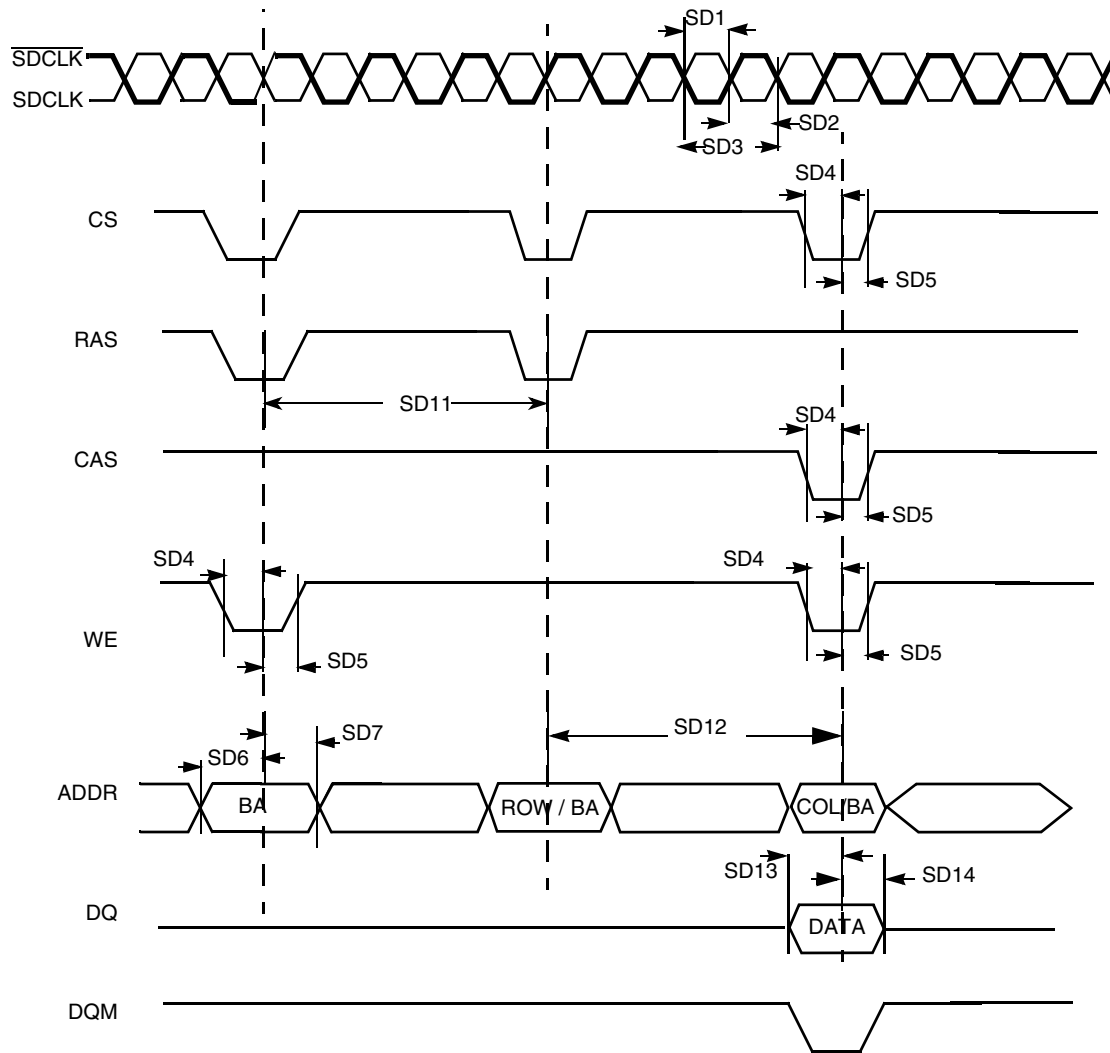 SD1
SDCLK
SDCLK
SD2
SD3
SD4
CS
SD5
RAS
SD11
SD4
CAS
SD5
SD4
SD4
WE
SD5
SD5
SD12
SD7
SD6
ADDR
BA
ROW / BA
COL/BA
SD13
SD14
DQ
DATA
DQM